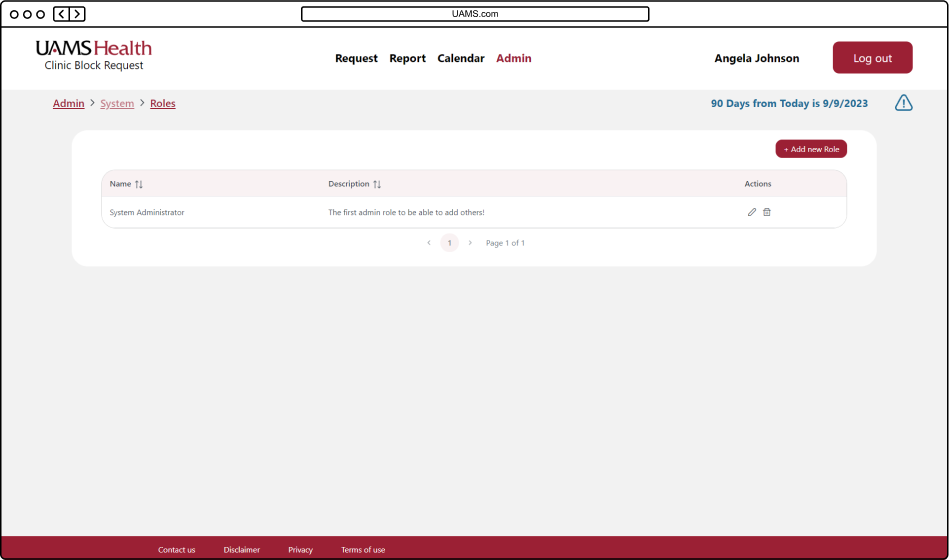 UAMS.com
UAMS Health
Clinic Block Request
Request Report Calendar Admin
Angela Johnson
Log out
Admin > System > Roles
90 Days from Today is 9/9/2023
+ Add new Role
Name Description Actions
System Administrator The first admin role to be able to add others!
1 Page 1 of 1
Contact us Disclaimer Privacy Terms of use